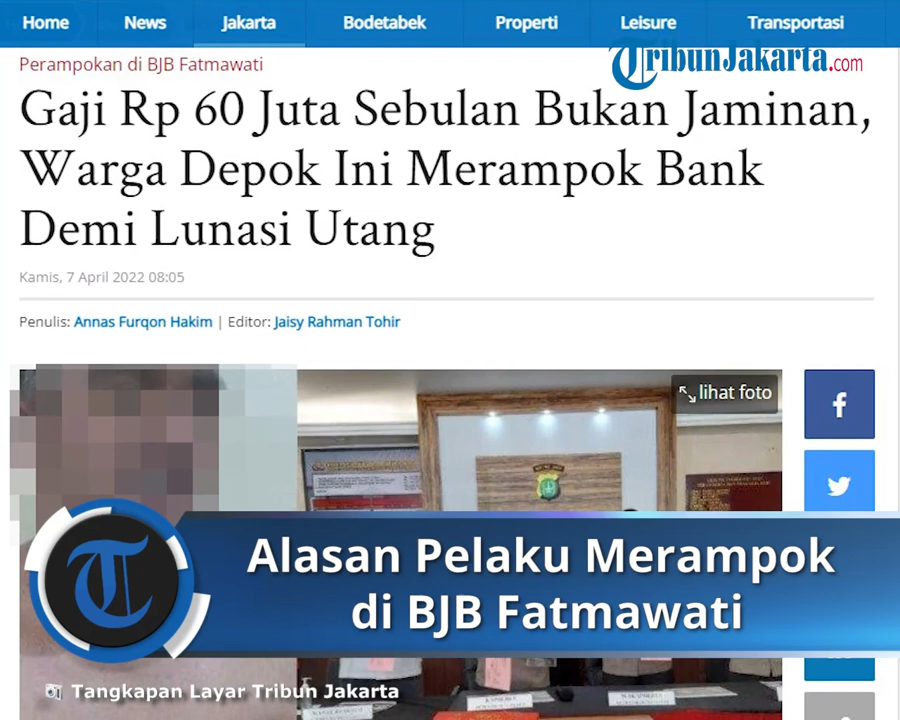 Home News Jakarta Bodetabek Properti Leisure Transportasi
TribunJakarta.com
Perampokan di BJB Fatmawati
Gaji Rp 60 Juta Sebulan Bukan Jaminan,
Warga Depok Ini Merampok Bank
Demi Lunasi Utang
Kamis, 7 April 2022 08:05
Penulis: Annas Furqon Hakim | Editor: Jaisy Rahman Tohir
lihat foto
Alasan Pelaku Merampok
di BJB Fatmawati
Tangkapan Layar Tribun Jakarta